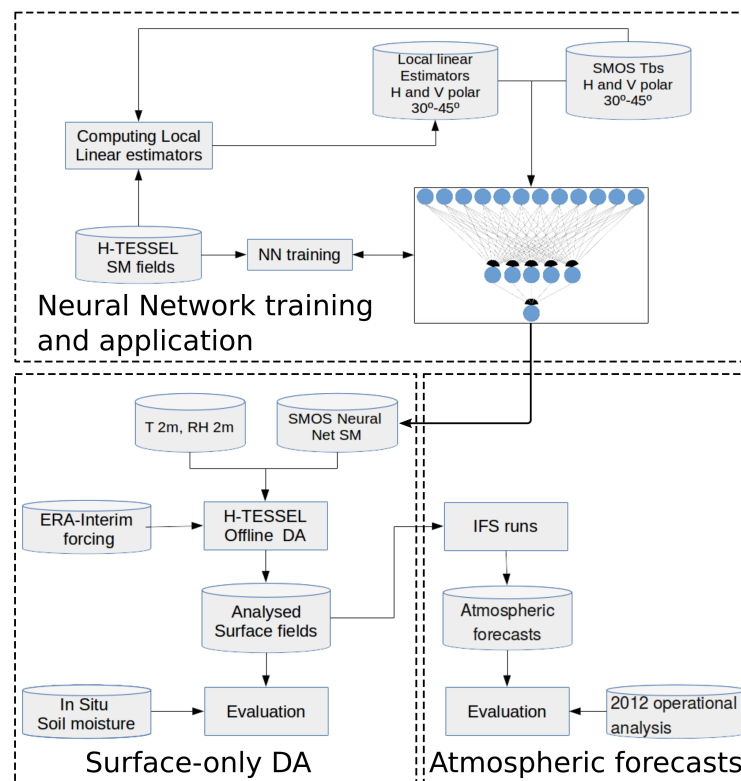 Local linear
Estimators
H and V polar
30º-45º
SMOS Tbs
H and V polar
30º-45º
Computing Local
Linear estimators
H-TESSEL
SM fields
NN training
Neural Network training
and application
T 2m, RH 2m
SMOS Neural
Net SM
ERA-Interim
forcing
H-TESSEL
Offline DA
IFS runs
Analysed
Surface fields
Atmospheric
forecasts
In Situ
Soil moisture
Evaluation
Evaluation
2012 operational
analysis
Surface-only DA
Atmospheric forecasts